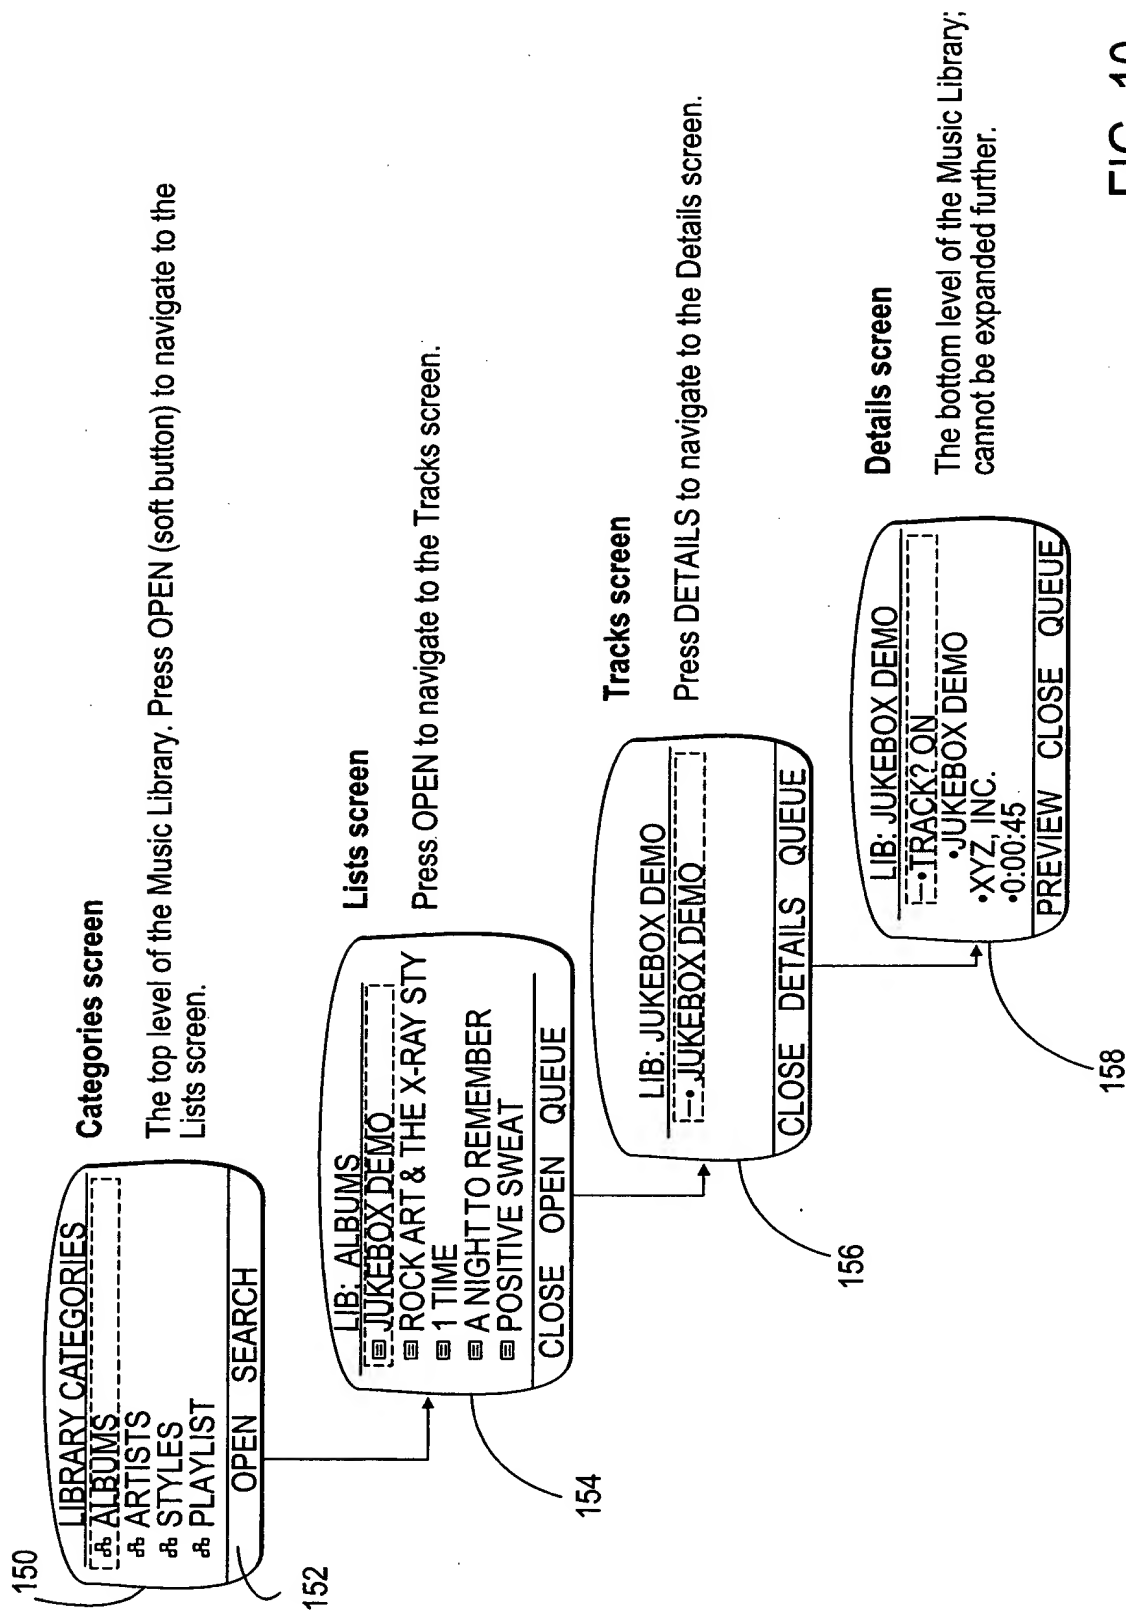 150
LIBRARY CATEGORIES
ALBUMS
ARTISTS
STYLES
PLAYLIST
OPEN SEARCH
152
Categories screen
The top level of the Music Library. Press OPEN (soft button) to navigate to the
Lists screen.
LIB: ALBUMS
JUKEBOX DEMO
ROCK ART & THE X-RAY STY
1 TIME
A NIGHT TO REMEMBER
POSITIVE SWEAT
CLOSE OPEN QUEUE
154
Lists screen
Press OPEN to navigate to the Tracks screen.
LIB: JUKEBOX DEMO
•JUKEBOX DEMO
CLOSE DETAILS QUEUE
156
Tracks screen
Press DETAILS to navigate to the Details screen.
LIB: JUKEBOX DEMO
•TRACK? ON
•JUKEBOX DEMO
•XYZ, INC.
•0:00:45
PREVIEW CLOSE QUEUE
158
Details screen
The bottom level of the Music Library;
cannot be expanded further.
FIG.